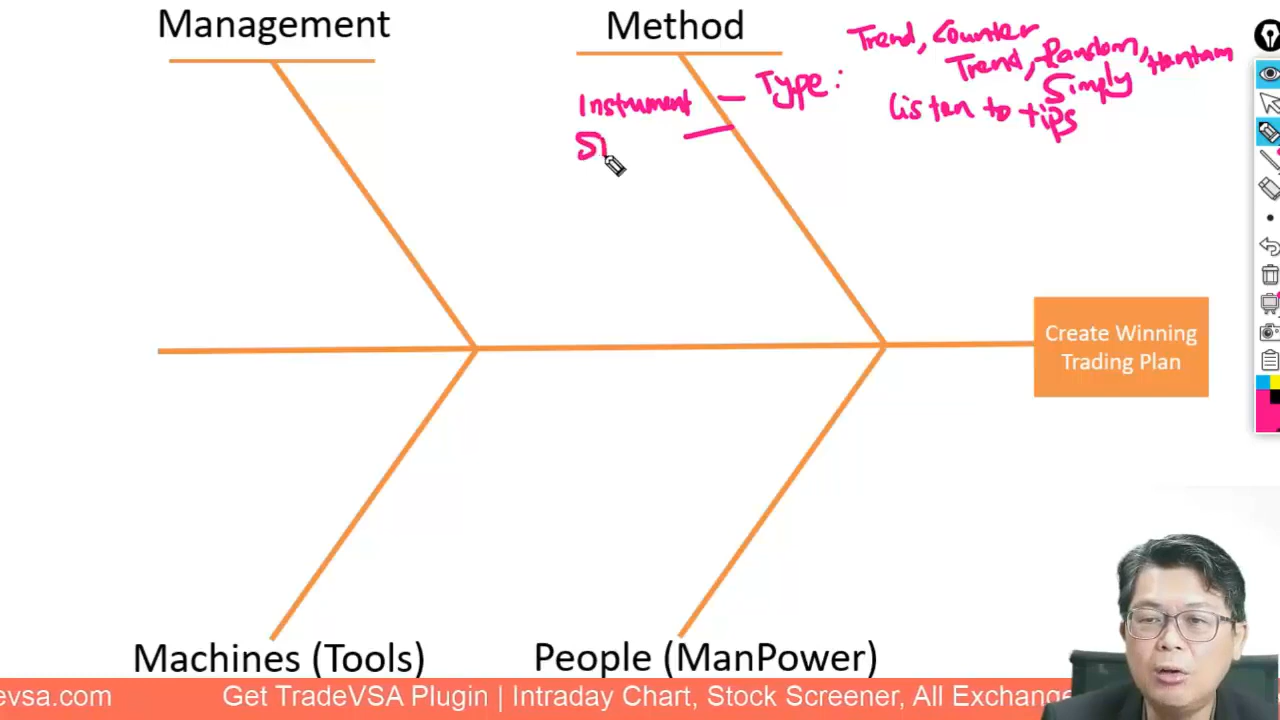 Management
Method
Trend, Counter
Trend, Random,
Simply Hantam
Listen to tips
Type:
Instrument
Create Winning
Trading Plan
Machines (Tools)
People (ManPower)
evsa.com
Get TradeVSA Plugin | Intraday Chart, Stock Screener, All Exchange